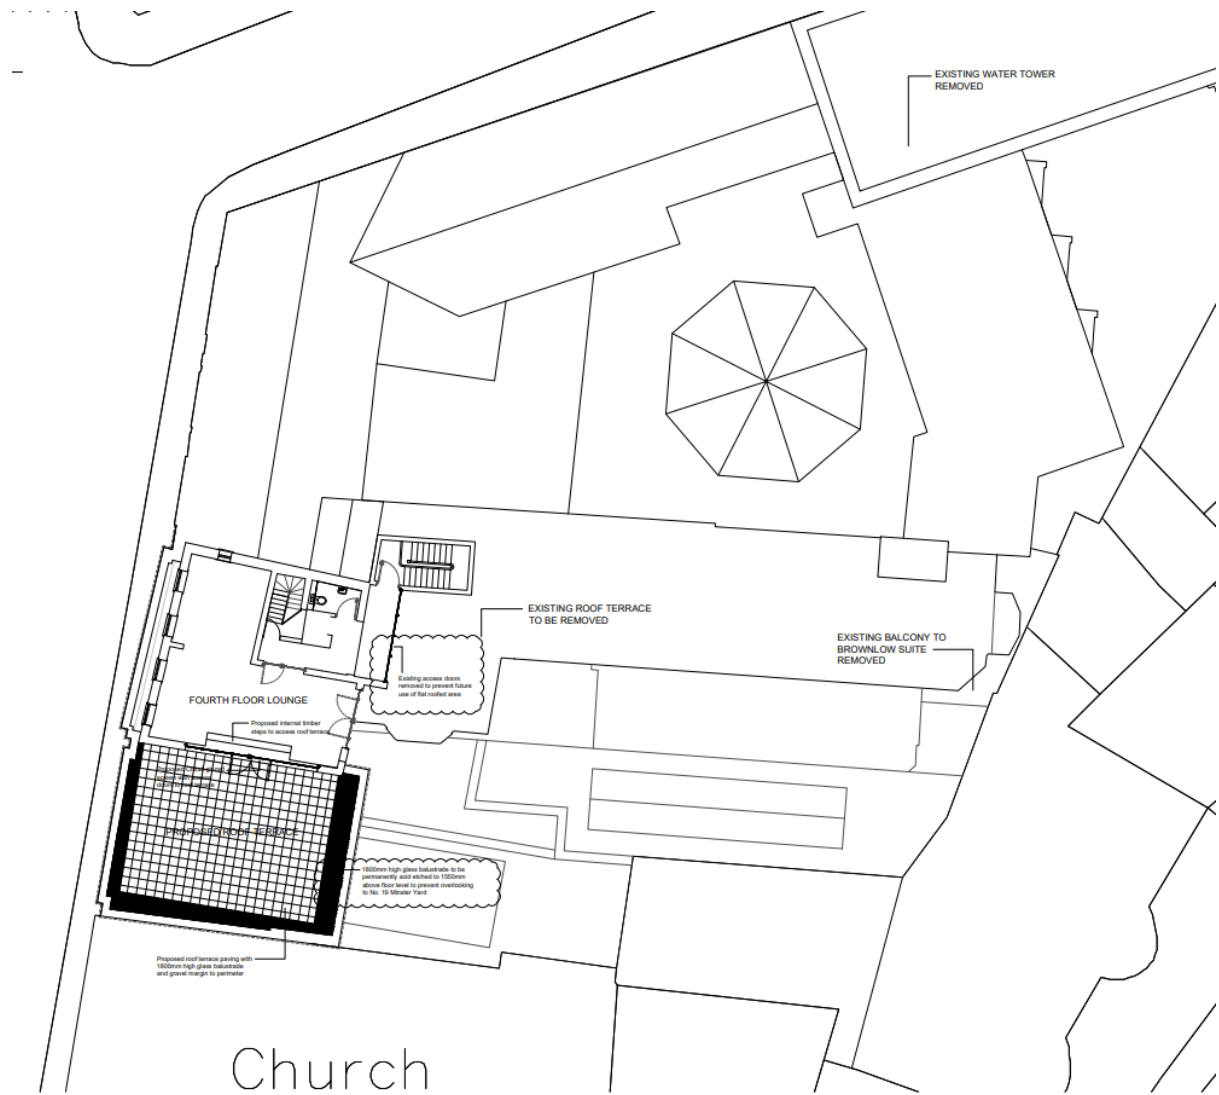 EXISTING WATER TOWER
REMOVED
EXISTING ROOF TERRACE
TO BE REMOVED
EXISTING BALCONY TO
BROWNLOW SUITE
REMOVED
Existing access doors
removed to prevent future
use of flat roofed area
FOURTH FLOOR LOUNGE
Proposed internal timber
steps to access roof terrace
PROPOSED ROOF TERRACE
1800mm high glass balustrade to be
permanently acid etched to 1550mm
above floor level to prevent overlooking
to No. 19 Minster Yard
Proposed roof terrace paving with
1800mm high glass balustrade
and gravel margin to perimeter
Church